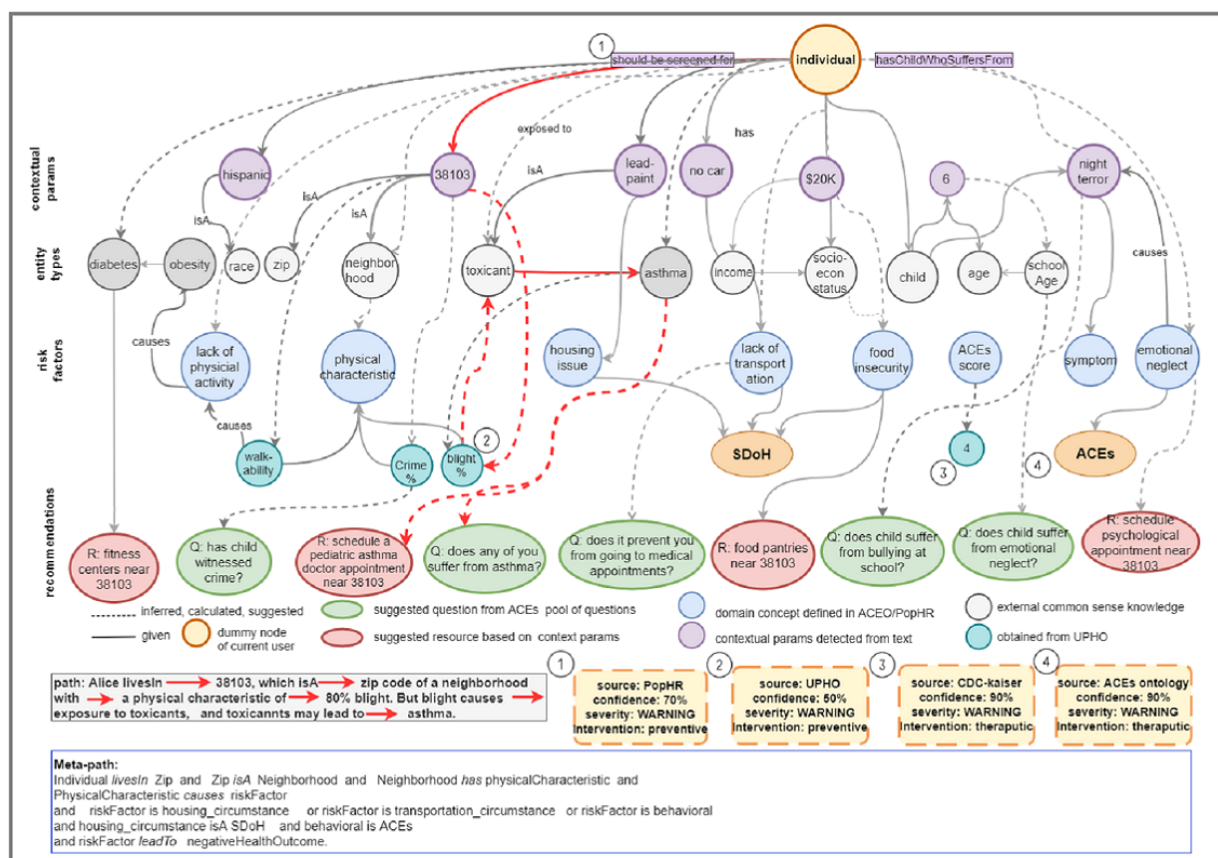 1
should be screened for
individual
hasChildWhoSuffersFrom
contextual
params
exposed to
has
hispanic
38103
isA
lead-
paint
no car
$20K
6
night
terror
isA
isA
isA
entity
types
diabetes
obesity
race
zip
neighbor
hood
toxicant
asthma
income
socio-
econ
status
child
age
school
Age
causes
risk
factors
causes
lack of
physicial
activity
physical
characteristic
housing
issue
lack of
transport
ation
food
insecurity
ACEs
score
symptom
emotional
neglect
causes
walk-
ability
Crime
%
blight
%
2
SDoH
3
4
4
ACEs
recommendations
R: fitness
centers near
38103
Q: has child
witnessed
crime?
R: schedule a
pediatric asthma
doctor appointment
near 38103
Q: does any of you
suffer from asthma?
Q: does it prevent you
from going to medical
appointments?
R: food pantries
near 38103
Q: does child suffer
from bullying at
school?
Q: does child suffer
from emotional
neglect?
R: schedule
psychological
appointment near
38103
inferred, calculated, suggested
suggested question from ACEs pool of questions
domain concept defined in ACEO/PopHR
external common sense knowledge
given
dummy node
of current user
suggested resource based on context params
contextual params detected from text
obtained from UPHO
path: Alice livesIn 38103, which isA zip code of a neighborhood
with a physical characteristic of 80% blight. But blight causes
exposure to toxicants, and toxicannts may lead to asthma.
1
source: PopHR
confidence: 70%
severity: WARNING
Intervention: preventive
2
source: UPHO
confidence: 50%
severity: WARNING
Intervention: preventive
3
source: CDC-kaiser
confidence: 90%
severity: WARNING
Intervention: theraputic
4
source: ACEs ontology
confidence: 90%
severity: WARNING
Intervention: theraputic
Meta-path:
Individual livesIn Zip and Zip isA Neighborhood and Neighborhood has physicalCharacteristic and
PhysicalCharacteristic causes riskFactor
and riskFactor is housing_circumstance or riskFactor is transportation_circumstance or riskFactor is behavioral
and housing_circumstance isA SDoH and behavioral is ACEs
and riskFactor leadTo negativeHealthOutcome.